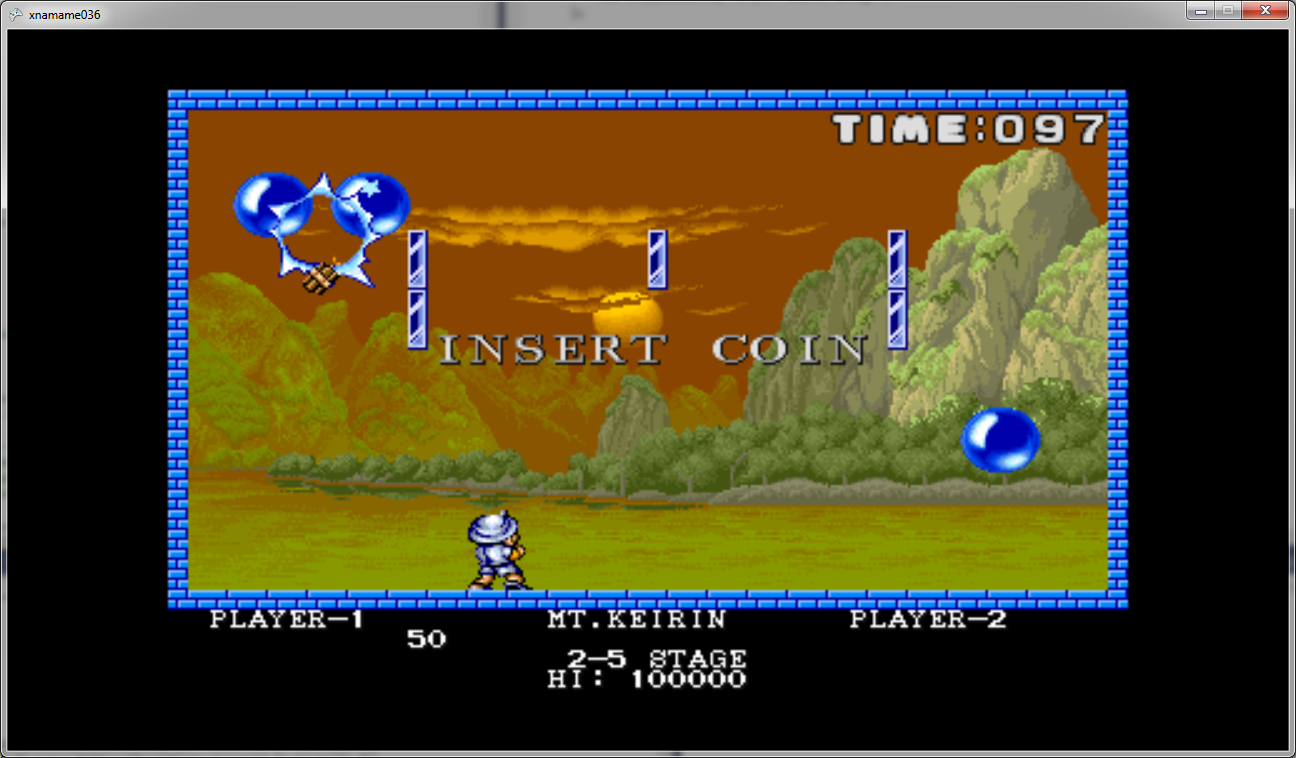 xnamame036
TIME:097
INSERT COIN
PLAYER-1 MT.KEIRIN PLAYER-2
50
2-5 STAGE
HI: 100000